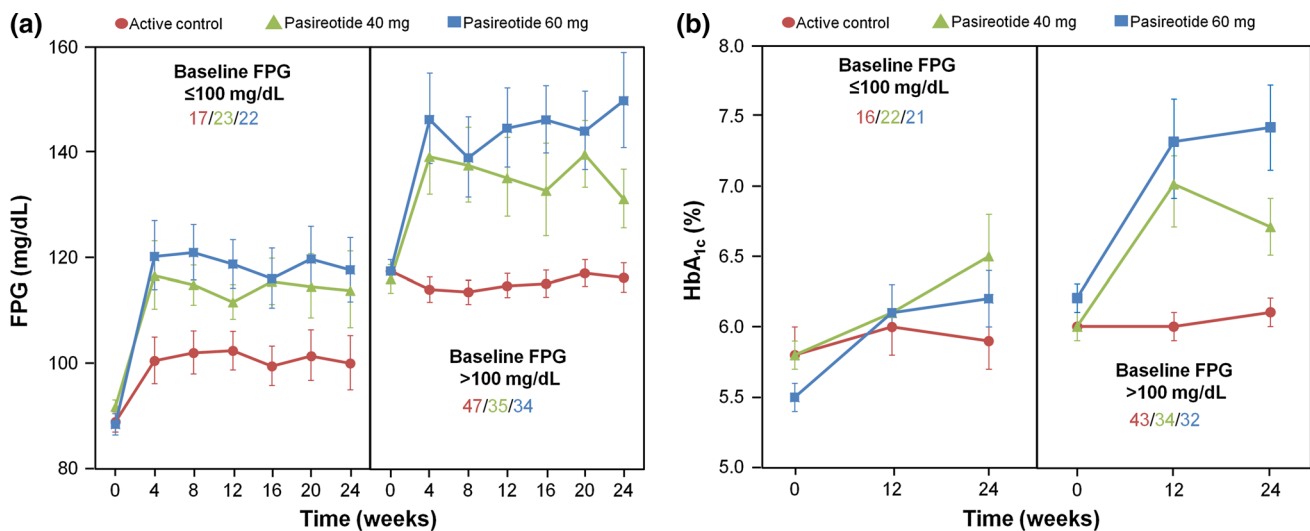 (a)
Active control
Pasireotide 40 mg
Pasireotide 60 mg
FPG (mg/dL)
160
140
120
100
80
Baseline FPG
≤100 mg/dL
17/23/22
Baseline FPG
>100 mg/dL
47/35/34
0 4 8 12 16 20 24
0 4 8 12 16 20 24
Time (weeks)
(b)
Active control
Pasireotide 40 mg
Pasireotide 60 mg
HbA1c (%)
8.0
7.5
7.0
6.5
6.0
5.5
5.0
Baseline FPG
≤100 mg/dL
16/22/21
Baseline FPG
>100 mg/dL
43/34/32
0 12 24
0 12 24
Time (weeks)